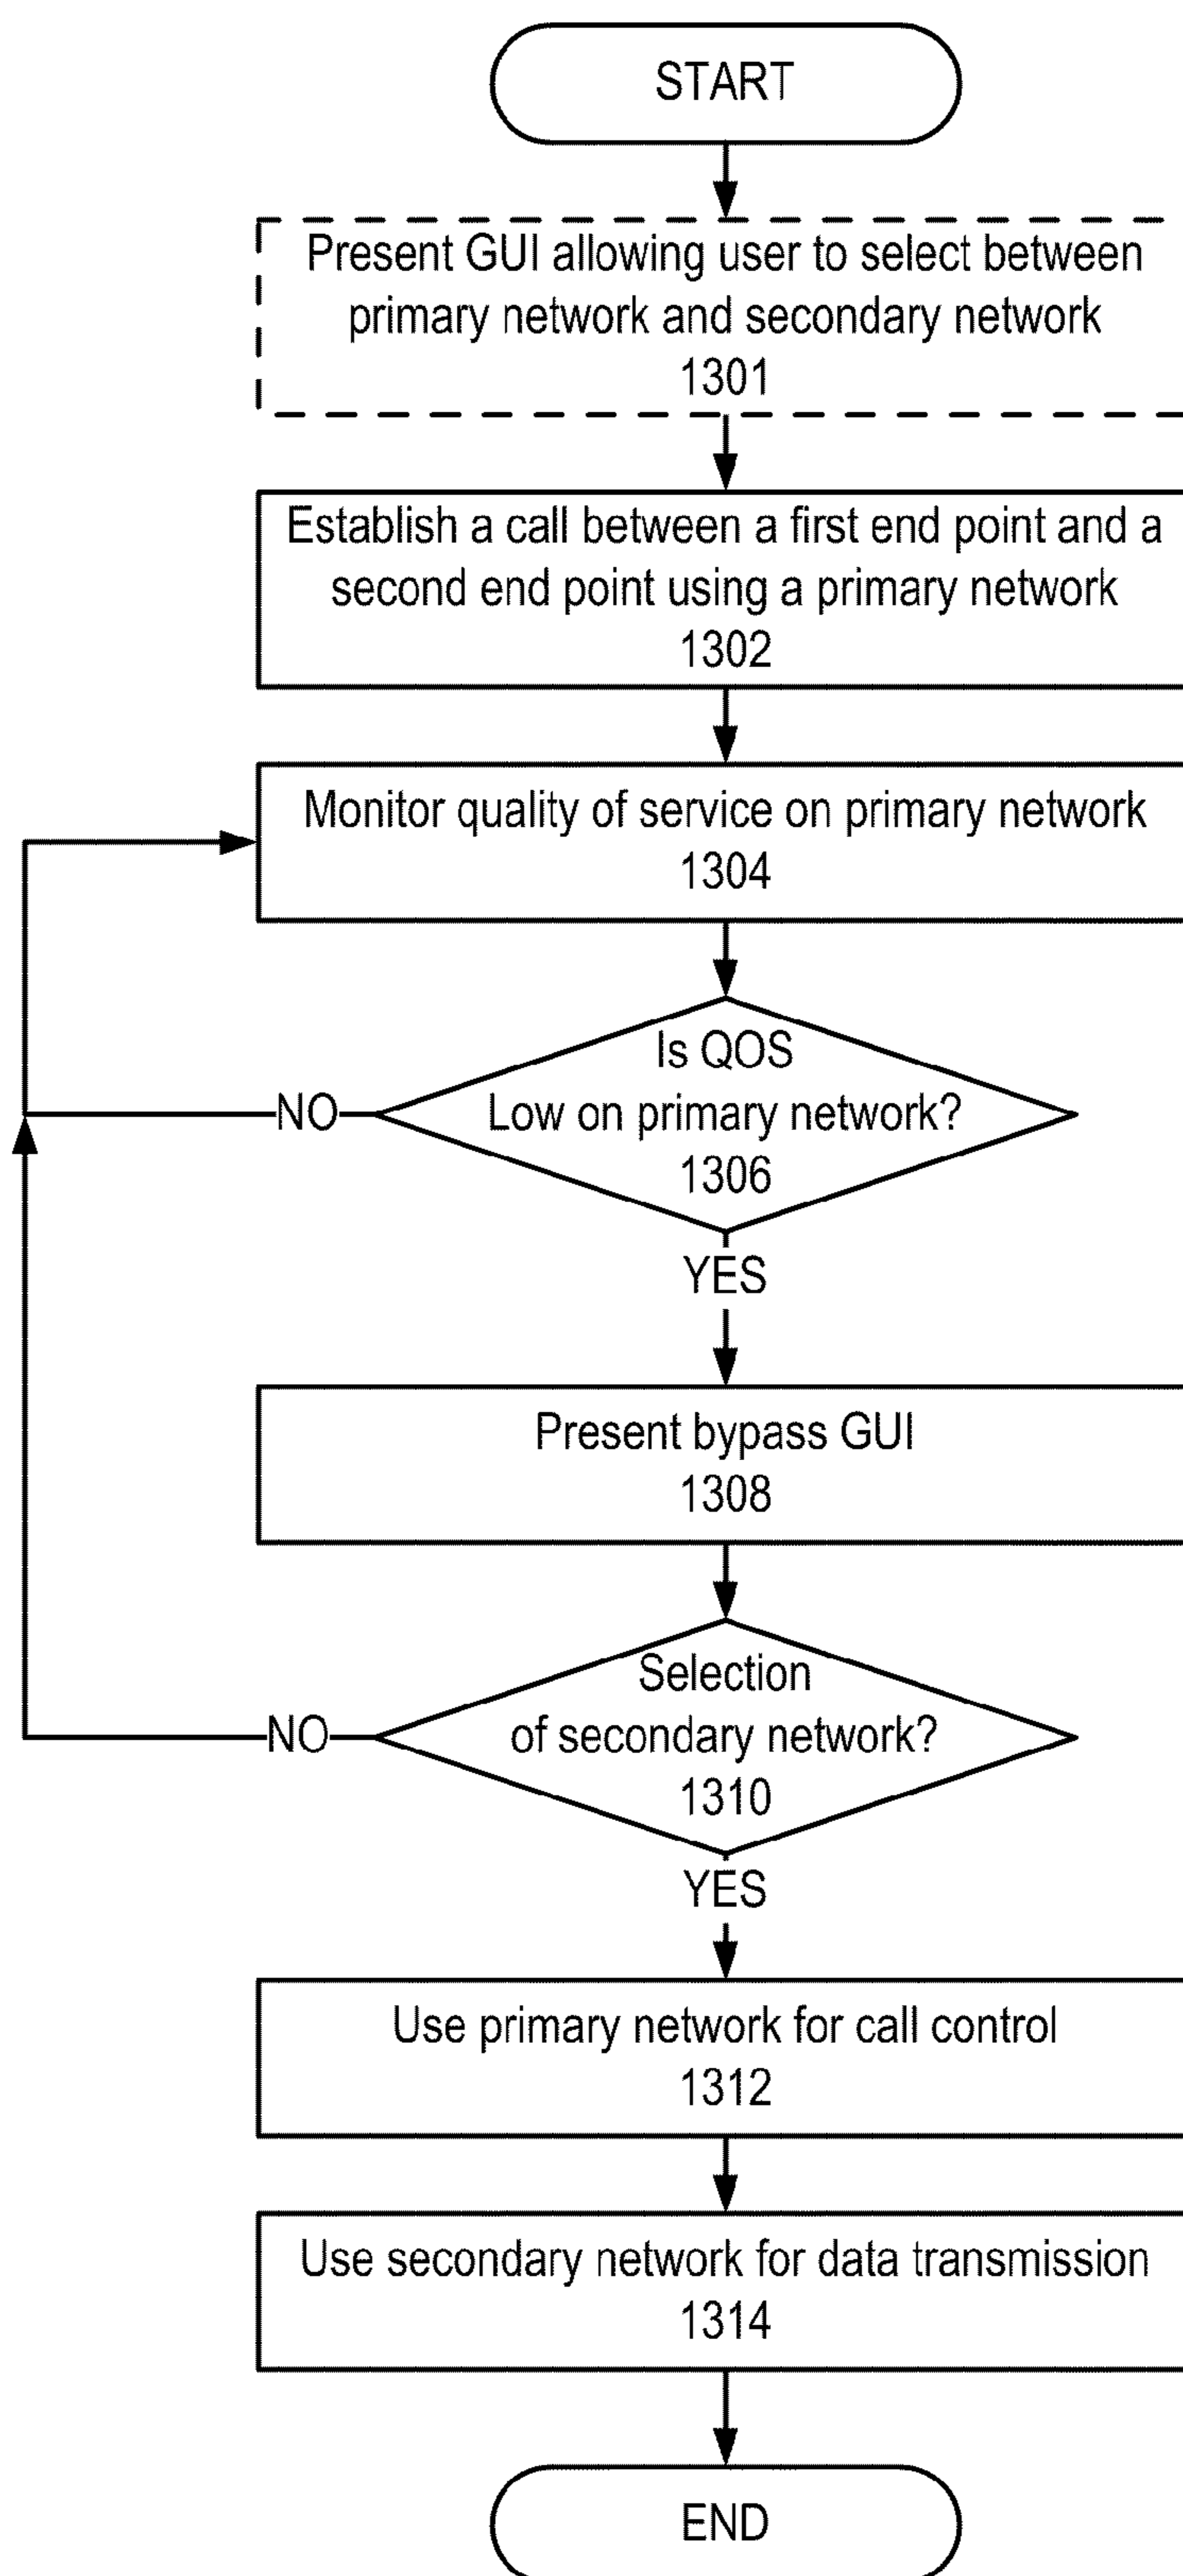 START
Present GUI allowing user to select between
primary network and secondary network
1301
Establish a call between a first end point and a
second end point using a primary network
1302
Monitor quality of service on primary network
1304
Is QOS
Low on primary network?
1306
NO
YES
Present bypass GUI
1308
Selection
of secondary network?
1310
NO
YES
Use primary network for call control
1312
Use secondary network for data transmission
1314
END